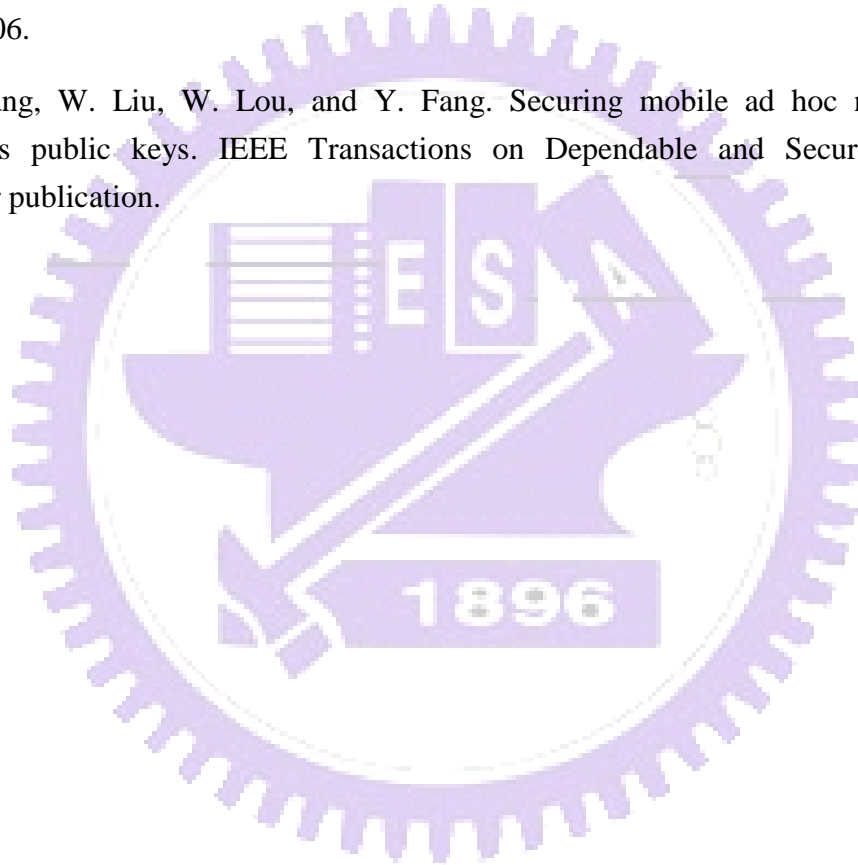 06.
ang, W. Liu, W. Lou, and Y. Fang. Securing mobile ad hoc
s public keys. IEEE Transactions on Dependable and Secur
r publication.
E S A
1896